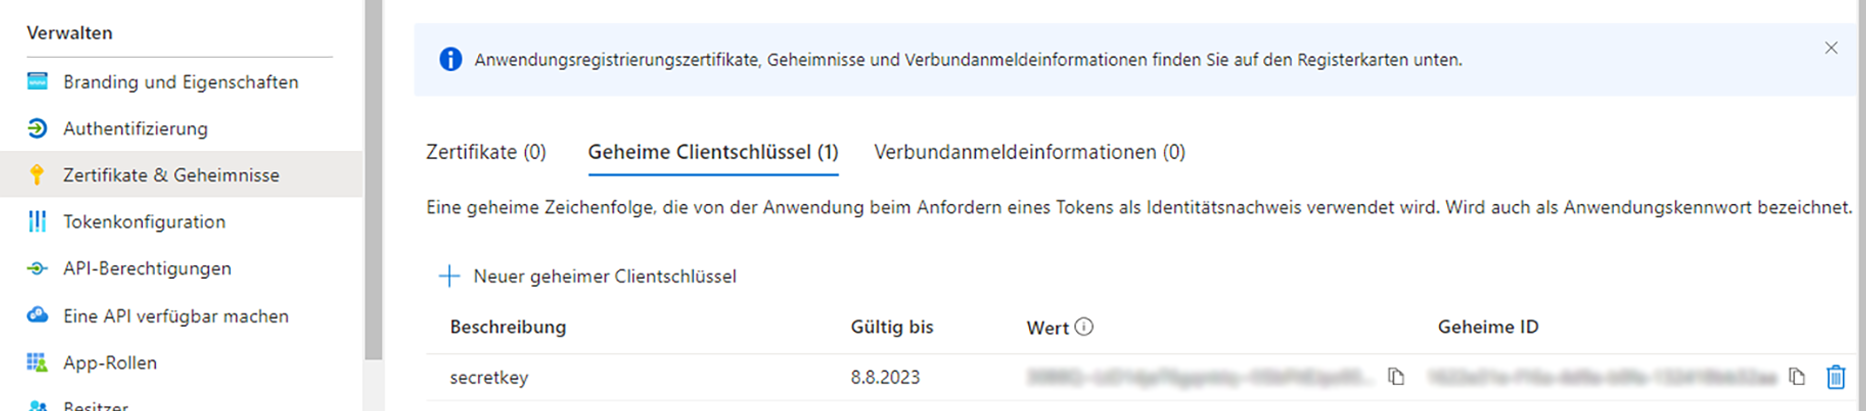 Verwalten
Branding und Eigenschaften
Authentifizierung
Zertifikate & Geheimnisse
Tokenkonfiguration
API-Berechtigungen
Eine API verfügbar machen
App-Rollen
Besitzer
Anwendungsregistrierungszertifikate, Geheimnisse und Verbundanmeldeinformationen finden Sie auf den Registerkarten unten.
Zertifikate (0) Geheime Clientschlüssel (1) Verbundanmeldeinformationen (0)
Eine geheime Zeichenfolge, die von der Anwendung beim Anfordern eines Tokens als Identitätsnachweis verwendet wird. Wird auch als Anwendungskennwort bezeichnet.
Neuer geheimer Clientschlüssel
Beschreibung Gültig bis Wert Geheime ID
secretkey 8.8.2023